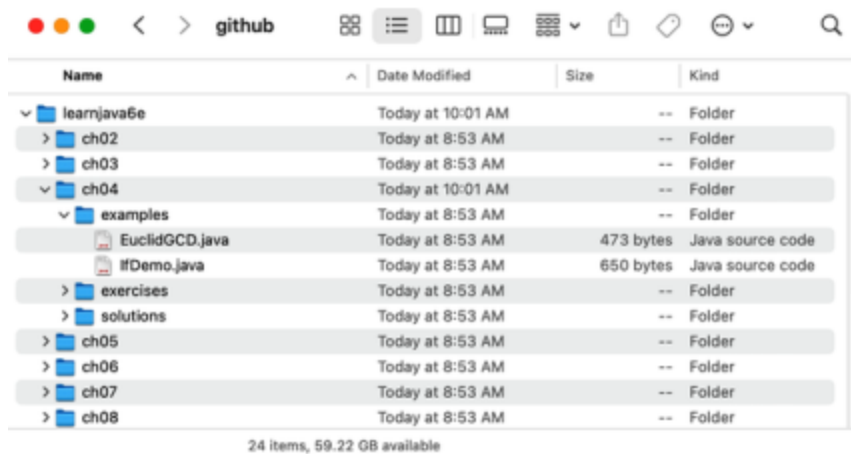 github
Name Date Modified Size Kind
learnjava6e Today at 10:01 AM -- Folder
ch02 Today at 8:53 AM -- Folder
ch03 Today at 8:53 AM -- Folder
ch04 Today at 10:01 AM -- Folder
examples Today at 8:53 AM -- Folder
EuclidGCD.java Today at 8:53 AM 473 bytes Java source code
IfDemo.java Today at 8:53 AM 650 bytes Java source code
exercises Today at 8:53 AM -- Folder
solutions Today at 8:53 AM -- Folder
ch05 Today at 8:53 AM -- Folder
ch06 Today at 8:53 AM -- Folder
ch07 Today at 8:53 AM -- Folder
ch08 Today at 8:53 AM -- Folder
24 items, 59.22 GB available